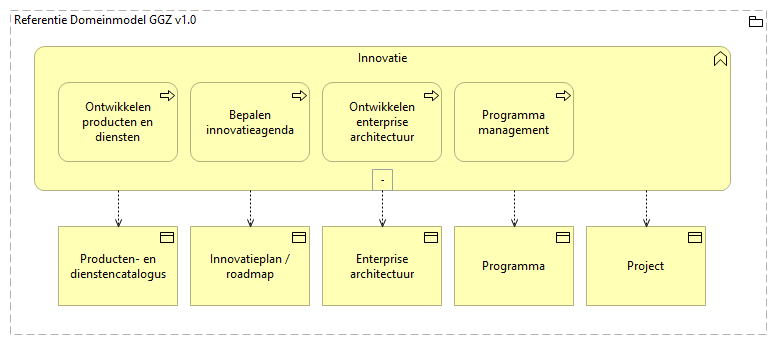 Referentie Domeinmodel GGZ v1.0
Innovatie
Ontwikkelen
producten en
diensten
Bepalen
innovatieagenda
Ontwikkelen
enterprise
architectuur
Programma
management
-
Producten- en
dienstencatalogus
Innovatieplan /
roadmap
Enterprise
architectuur
Programma
Project